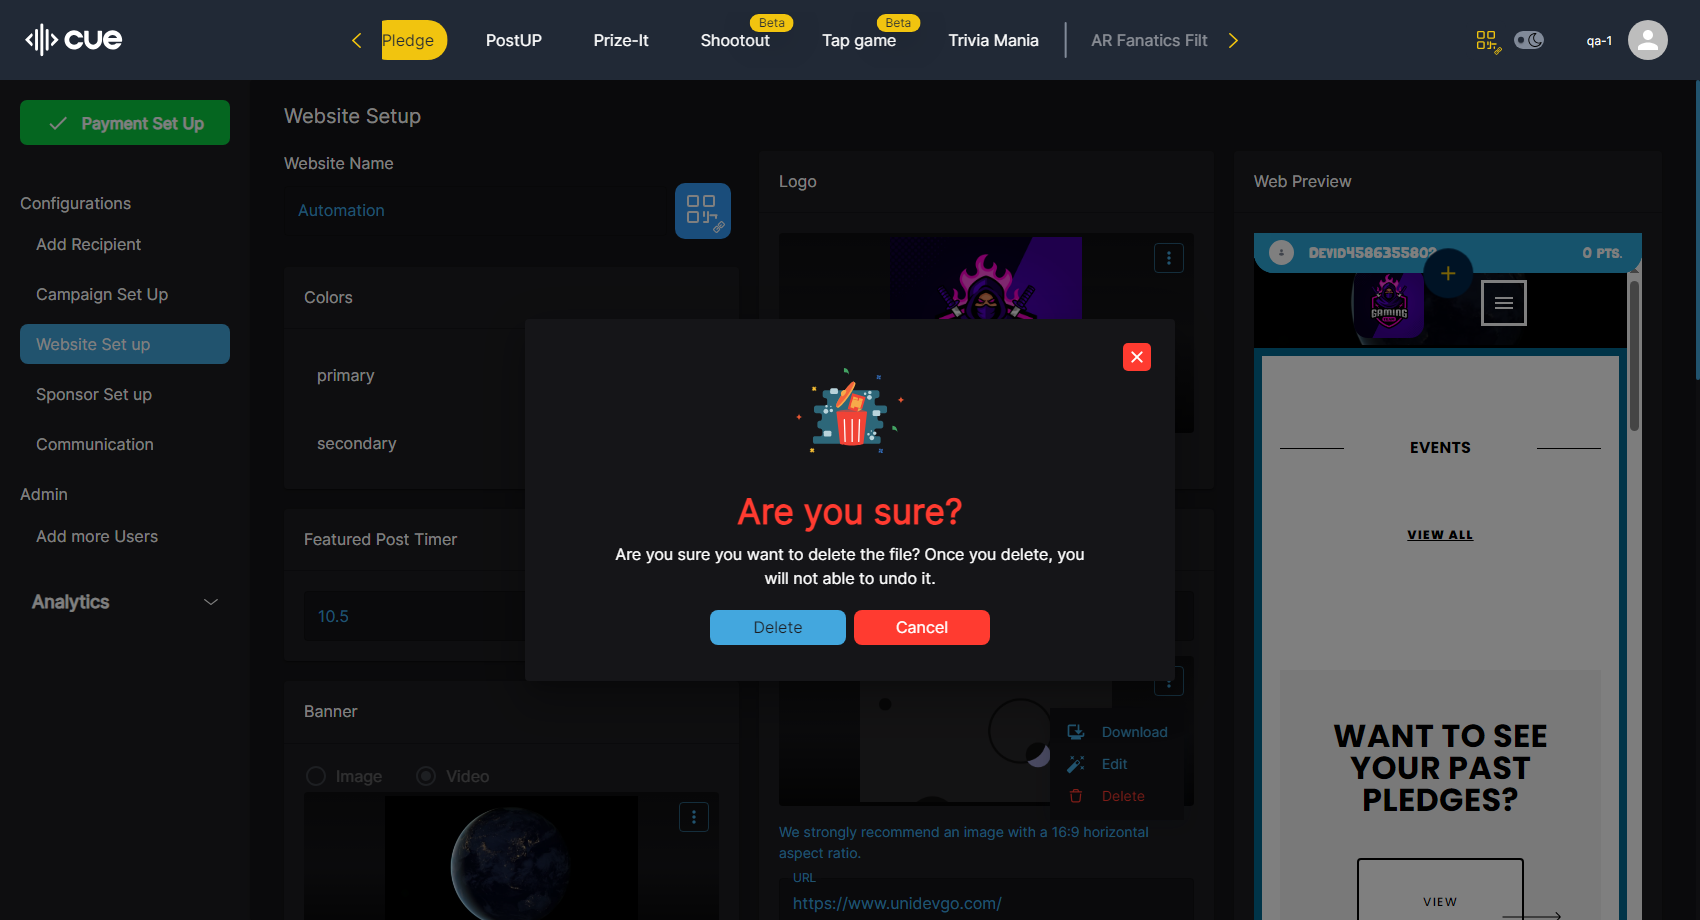 cue
Pledge
PostUP
Prize-It
Shootout
Beta
Tap game
Beta
Trivia Mania
AR Fanatics Filt
qa-1
Payment Set Up
Configurations
Add Recipient
Campaign Set Up
Website Set up
Sponsor Set up
Communication
Admin
Add more Users
Analytics
Website Setup
Website Name
Automation
Colors
primary
secondary
Featured Post Timer
10.5
Banner
Image
Video
Logo
Are you sure?
Are you sure you want to delete the file? Once you delete, you
will not able to undo it.
Delete
Cancel
Download
Edit
Delete
We strongly recommend an image with a 16:9 horizontal
aspect ratio.
URL
https://www.unidevgo.com/
Web Preview
Devid4586355802
0 PTS.
GAMING
EVENTS
VIEW ALL
WANT TO SEE
YOUR PAST
PLEDGES?
VIEW